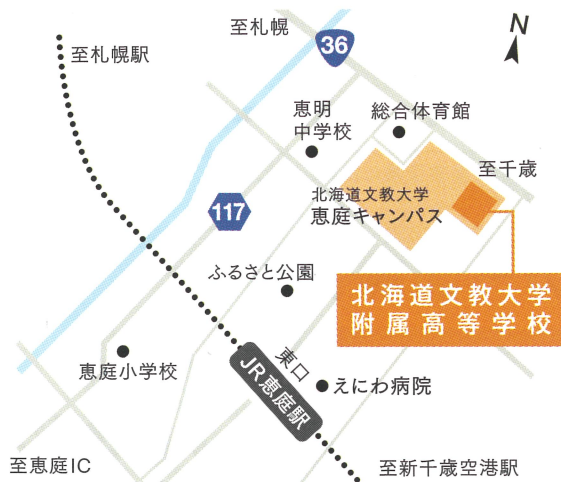 至札幌
N
36
至札幌駅
恵明
中学校
総合体育館
至千歳
北海道文教大学
恵庭キャンパス
117
ふるさと公園
北海道文教大学
附属高等学校
恵庭小学校
東口
JR恵庭駅
えにわ病院
至恵庭IC
至新千歳空港駅